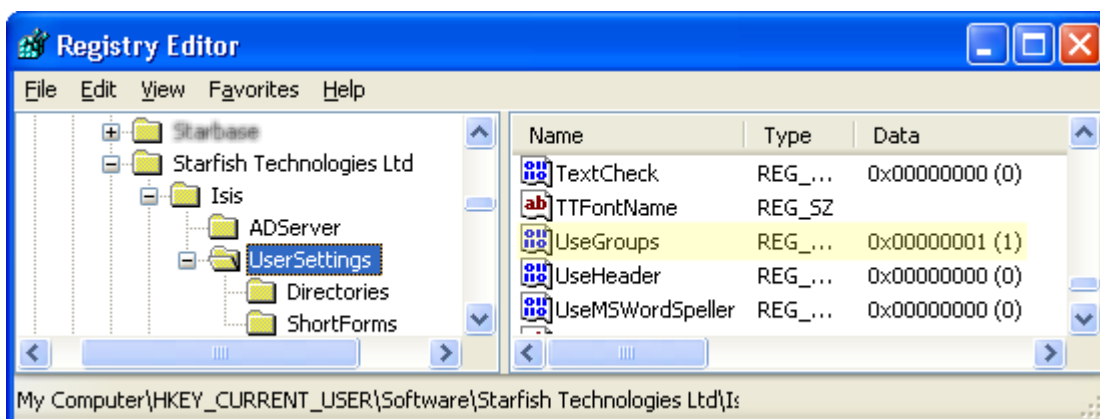 Registry Editor
File Edit View Favorites Help
Starbase
Starfish Technologies Ltd
Isis
ADServer
UserSettings
Directories
ShortForms
Name Type Data
TextCheck REG_... 0x00000000 (0)
TTFontName REG_SZ
UseGroups REG_... 0x00000001 (1)
UseHeader REG_... 0x00000000 (0)
UseMSWordSpeller REG_... 0x00000000 (0)
My Computer\HKEY_CURRENT_USER\Software\Starfish Technologies Ltd\Is